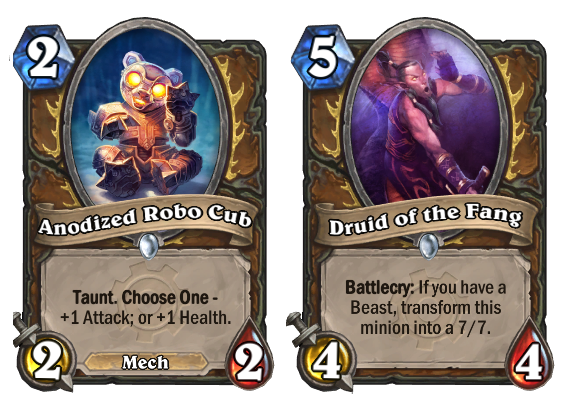 2
Anodized Robo Cub
Taunt. Choose One -
+1 Attack; or +1 Health.
2
Mech
2
5
Druid of the Fang
Battlecry: If you have a
Beast, transform this
minion into a 7/7.
4
4